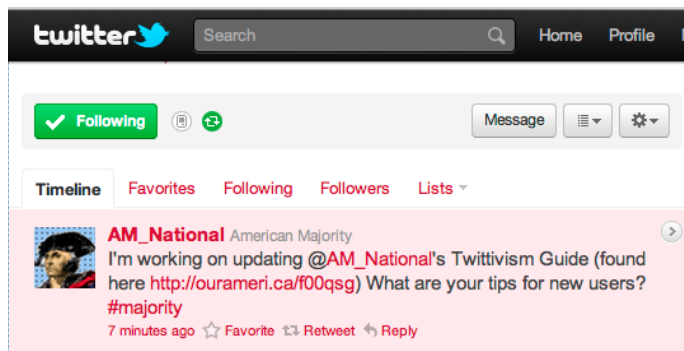 twitter Search Home Profile
Following Message
Timeline Favorites Following Followers Lists
AM_National American Majority
I'm working on updating @AM_National's Twittivism Guide (found
here http://ourameri.ca/f00qsg) What are your tips for new users?
#majority
7 minutes ago Favorite Retweet Reply